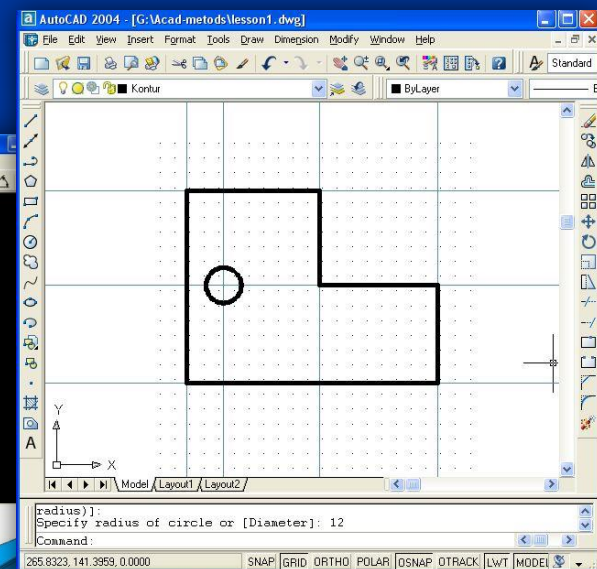 AutoCAD 2004 - [G:\Acad-metods\lesson1.dwg]
File Edit View Insert Format Tools Draw Dimension Modify Window Help
Standard
Kontur ByLayer
Y
X
A
Model Layout1 Layout2
radius)]:
Specify radius of circle or [Diameter]: 12
Command:
265.8323, 141.3959, 0.0000 SNAP GRID ORTHO POLAR OSNAP OTRACK LWT MODEL